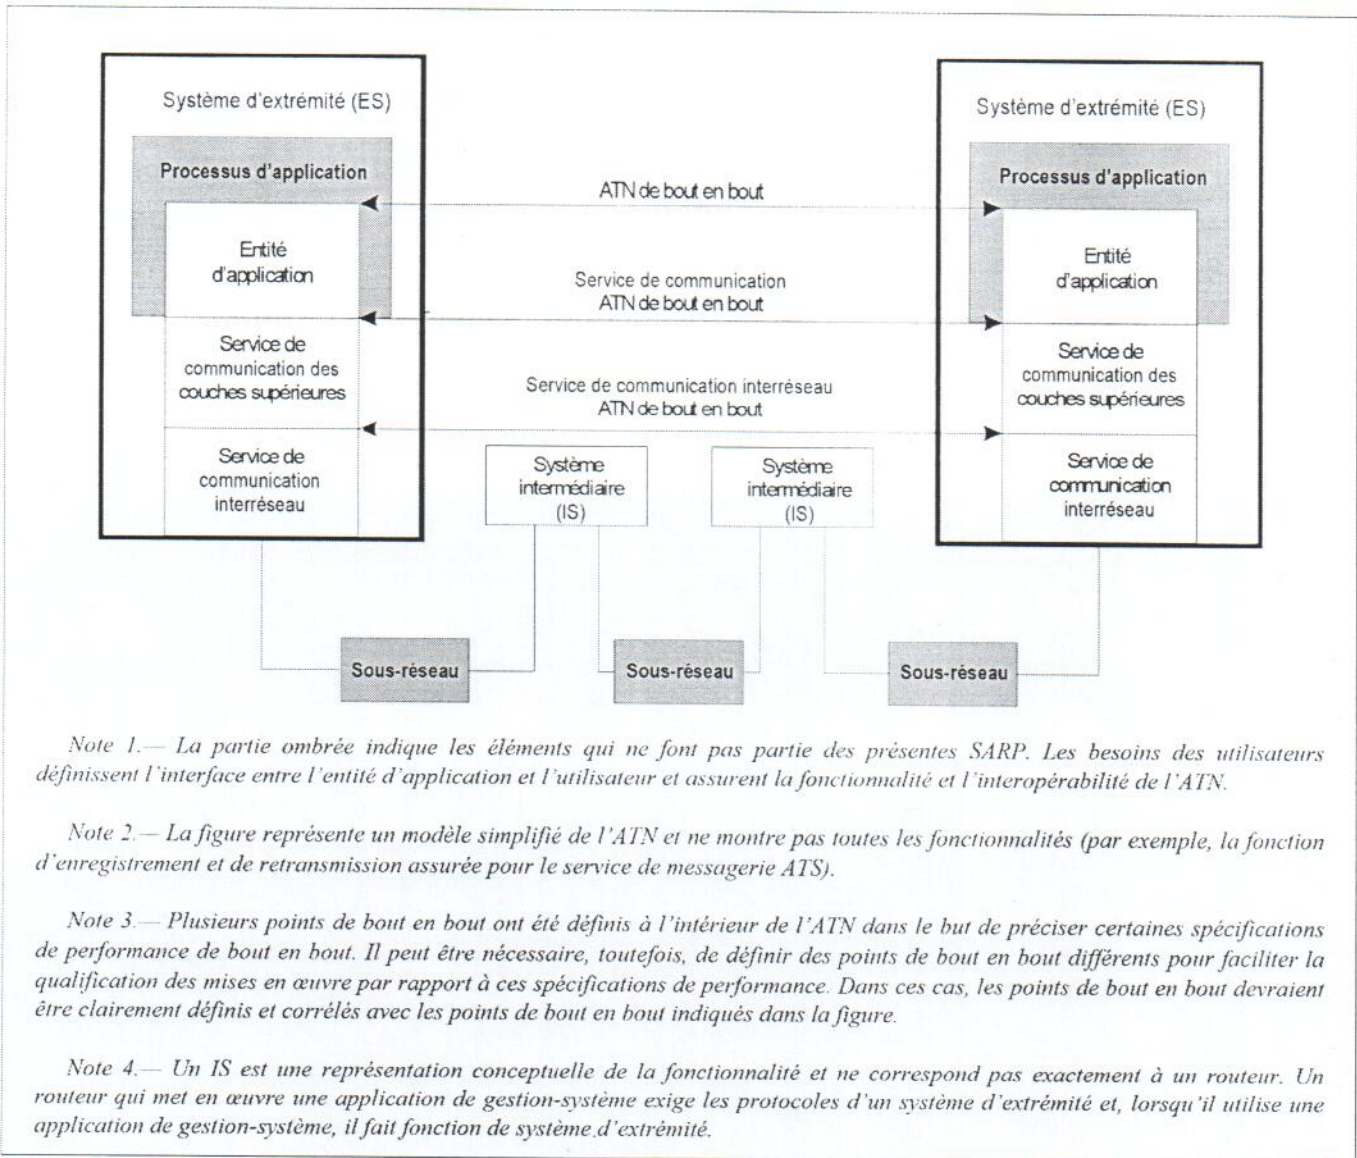 Système d'extrémité (ES)
Système d'extrémité (ES)
Processus d'application
Processus d'application
ATN de bout en bout
Entité
d'application
Entité
d'application
Service de communication
ATN de bout en bout
Service de
communication des
couches supérieures
Service de
communication des
couches supérieures
Service de communication interréseau
ATN de bout en bout
Service de
communication
interréseau
Système
intermédiaire
(IS)
Système
intermédiaire
(IS)
Service de
communication
interréseau
Sous-réseau
Sous-réseau
Sous-réseau
Note 1.— La partie ombrée indique les éléments qui ne font pas partie des présentes SARP. Les besoins des utilisateurs
définissent l'interface entre l'entité d'application et l'utilisateur et assurent la fonctionnalité et l'interopérabilité de l'ATN.
Note 2.— La figure représente un modèle simplifié de l'ATN et ne montre pas toutes les fonctionnalités (par exemple, la fonction
d'enregistrement et de retransmission assurée pour le service de messagerie ATS).
Note 3.— Plusieurs points de bout en bout ont été définis à l'intérieur de l'ATN dans le but de préciser certaines spécifications
de performance de bout en bout. Il peut être nécessaire, toutefois, de définir des points de bout en bout différents pour faciliter la
qualification des mises en œuvre par rapport à ces spécifications de performance. Dans ces cas, les points de bout en bout devraient
être clairement définis et corrélés avec les points de bout en bout indiqués dans la figure.
Note 4.— Un IS est une représentation conceptuelle de la fonctionnalité et ne correspond pas exactement à un routeur. Un
routeur qui met en œuvre une application de gestion-système exige les protocoles d'un système d'extrémité et, lorsqu'il utilise une
application de gestion-système, il fait fonction de système d'extrémité.